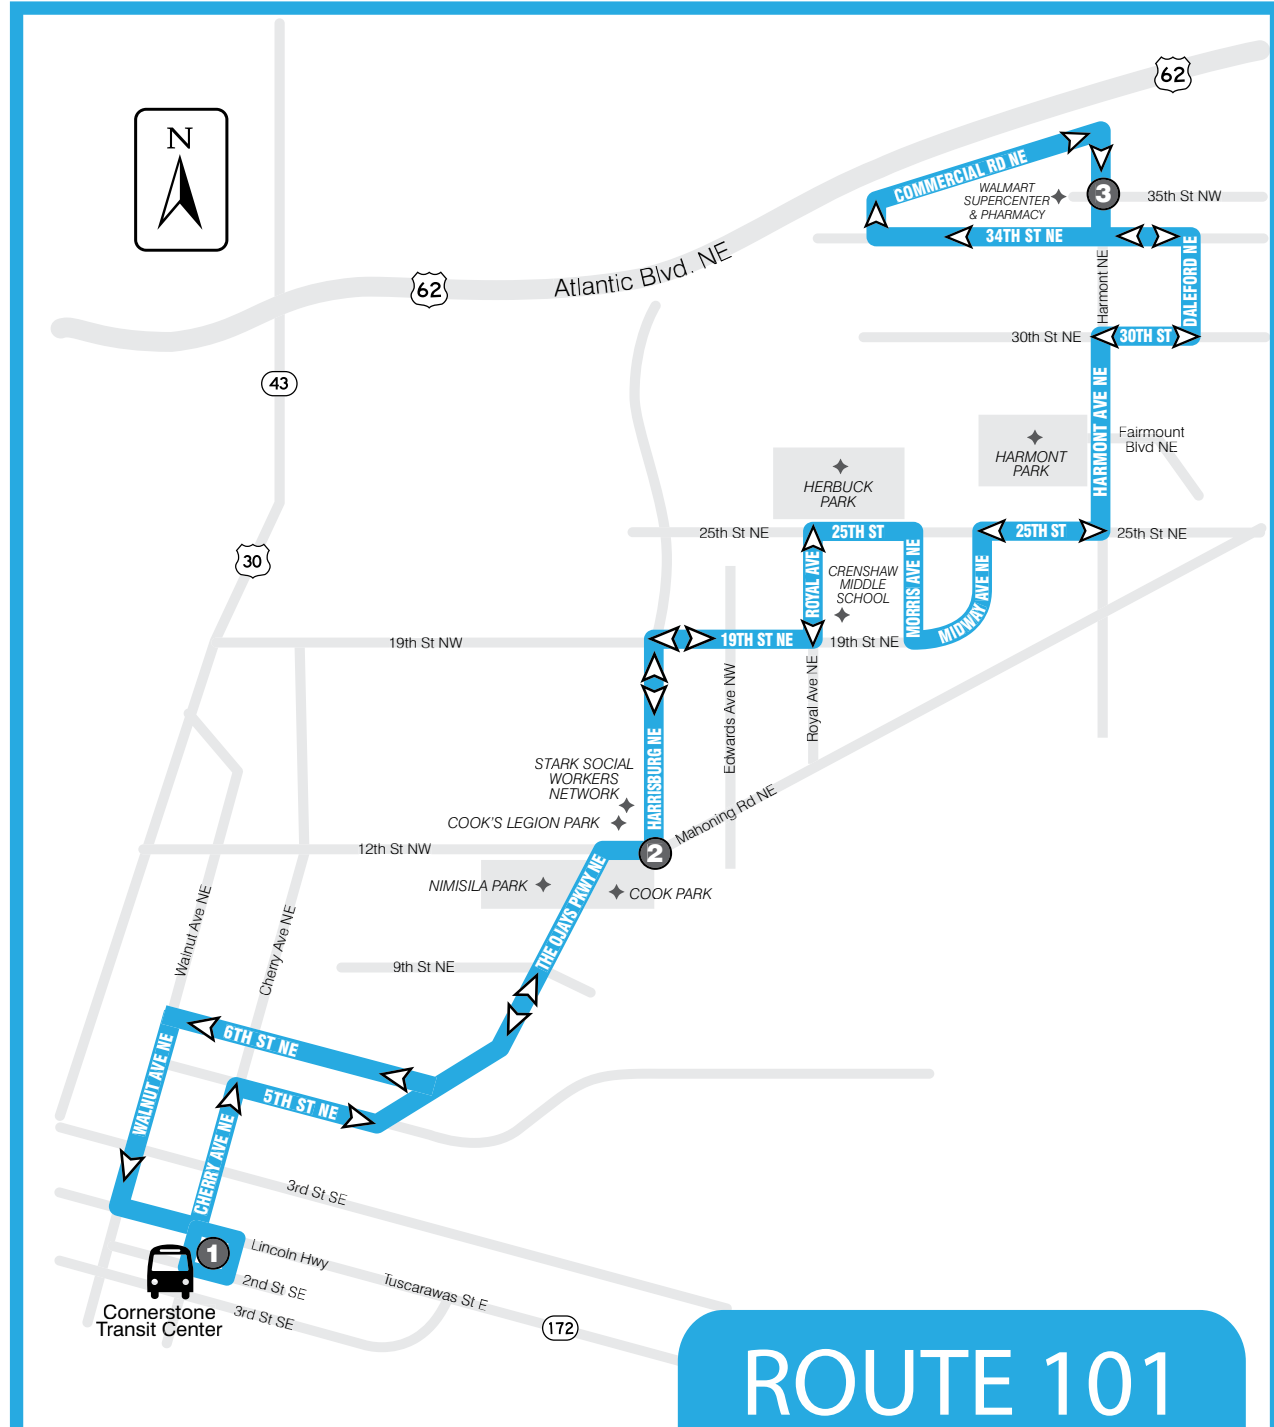 62
N
COMMERCIAL RD NE
WALMART
SUPERCENTER
& PHARMACY
3
35th St NW
34TH ST NE
DALEFORD NE
Harmont NE
Atlantic Blvd. NE
62
30th St NE
30TH ST
43
HARMONT AVE NE
Fairmount
Blvd NE
HARMONT
PARK
HERBUCK
PARK
25th St NE
25TH ST
25TH ST
25th St NE
30
ROYAL AVE
CRENSHAW
MIDDLE
SCHOOL
MORRIS AVE NE
MIDWAY AVE NE
19th St NW
19TH ST NE
19th St NE
Edwards Ave NW
Royal Ave NE
HARRISBURG NE
STARK SOCIAL
WORKERS
NETWORK
COOK'S LEGION PARK
Mahoning Rd NE
12th St NW
2
NIMISILA PARK
COOK PARK
THE OJAYS PKWY NE
Walnut Ave NE
Cherry Ave NE
9th St NE
6TH ST NE
WALNUT AVE NE
5TH ST NE
CHERRY AVE NE
3rd St SE
1
Lincoln Hwy
Tuscarawas St E
2nd St SE
3rd St SE
172
Cornerstone
Transit Center
ROUTE 101